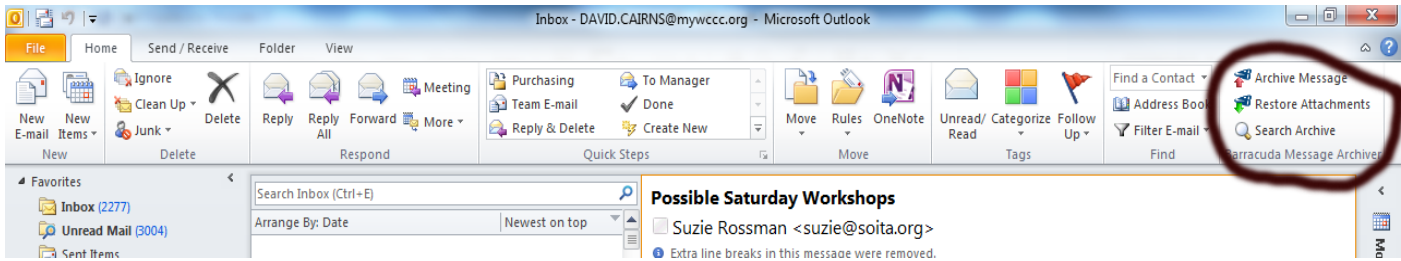 Inbox - DAVID.CAIRNS@mywccc.org - Microsoft Outlook
File Home Send / Receive Folder View
New E-mail
New Items
Ignore
Clean Up
Junk
Delete
Reply
Reply All
Forward
Meeting
More
Purchasing
Team E-mail
Reply & Delete
To Manager
Done
Create New
Move
Rules
OneNote
Unread/ Read
Categorize
Follow Up
Find a Contact
Address Book
Filter E-mail
Archive Message
Restore Attachments
Search Archive
New Delete Respond Quick Steps Move Tags Find Barracuda Message Archiver
Favorites
Inbox (2277)
Unread Mail (3004)
Sent Items
Search Inbox (Ctrl+E)
Arrange By: Date Newest on top
Possible Saturday Workshops
Suzie Rossman <suzie@soita.org>
Extra line breaks in this message were removed.